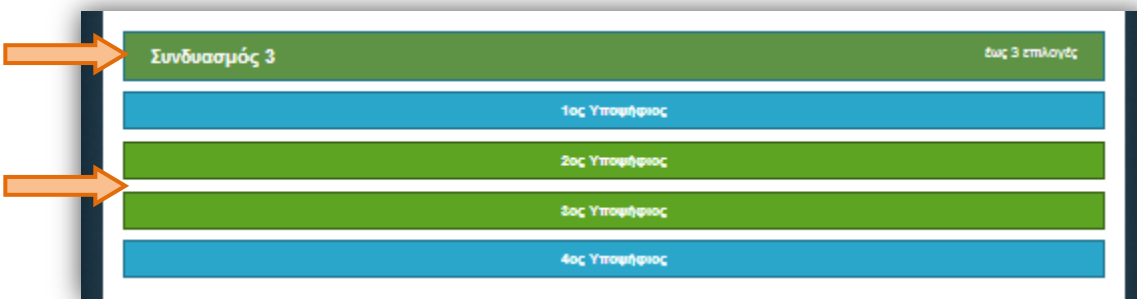 Συνδυασμός 3
έως 3 επιλογές
1ος Υποψήφιος
2ος Υποψήφιος
3ος Υποψήφιος
4ος Υποψήφιος